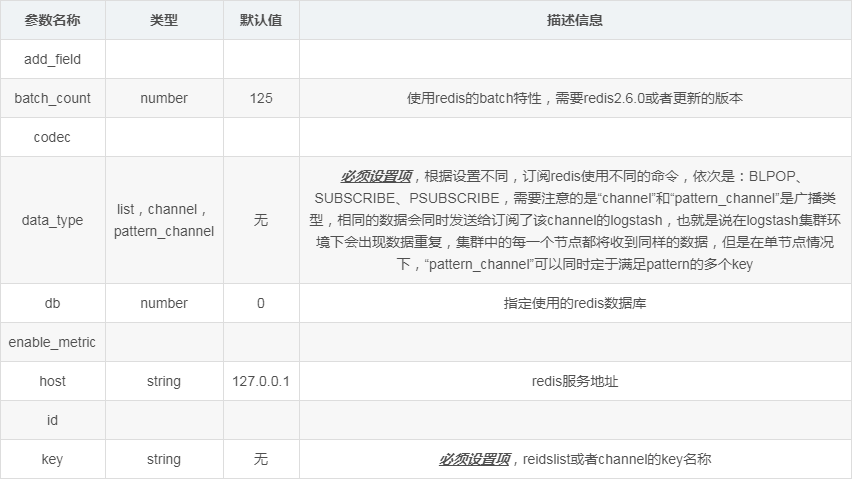 参数名称 类型 默认值 描述信息
add_field
batch_count number 125 使用redis的batch特性，需要redis2.6.0或者更新的版本
codec
data_type list，channel，pattern_channel 无 必须设置项，根据设置不同，订阅redis使用不同的命令，依次是：BLPOP、
SUBSCRIBE、PSUBSCRIBE，需要注意的是“channel”和“pattern_channel”是广播类
型，相同的数据会同时发送给订阅了该channel的logstash，也就是说在logstash集群环
境下会出现数据重复，集群中的每一个节点都将收到同样的数据，但是在单节点情况
下，“pattern_channel”可以同时定于满足pattern的多个key
db number 0 指定使用的redis数据库
enable_metric
host string 127.0.0.1 redis服务地址
id
key string 无 必须设置项，reidslist或者channel的key名称